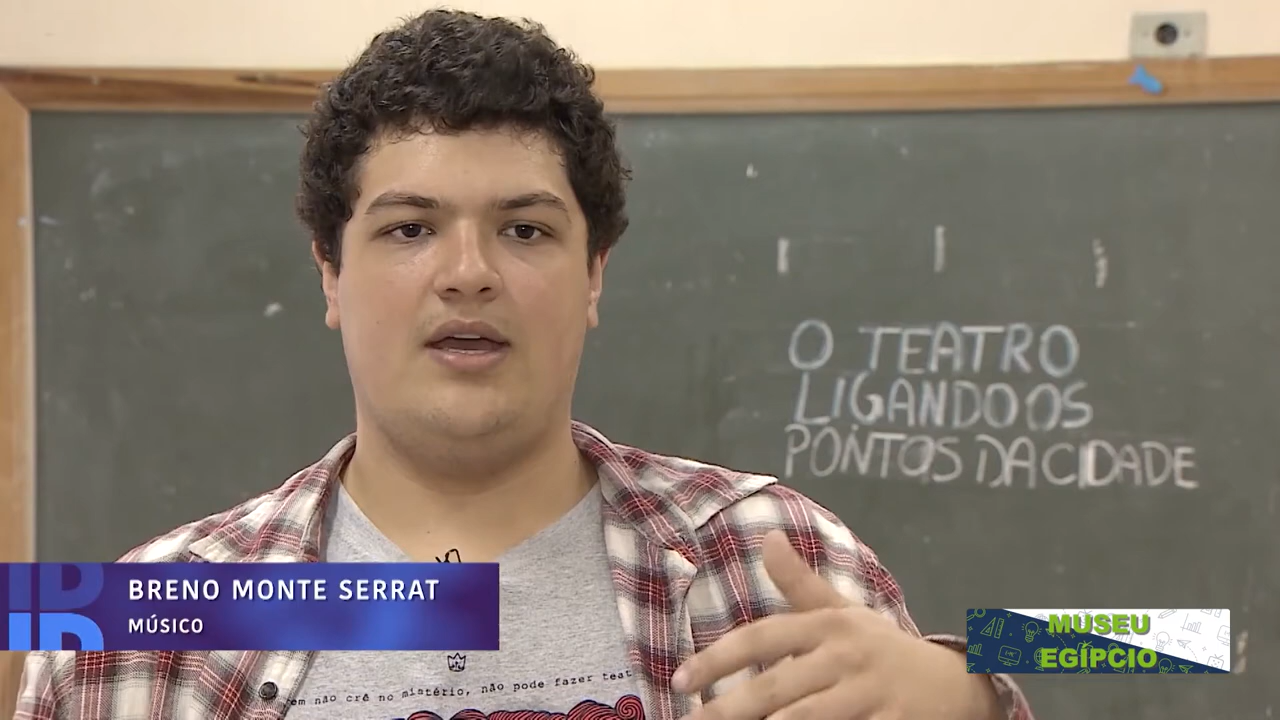 O TEATRO
LIGANDO OS
PONTOS DA CIDADE
ID
BRENO MONTE SERRAT
MÚSICO
MUSEU
EGÍPCIO
em não crê no mistério, não pode fazer teat